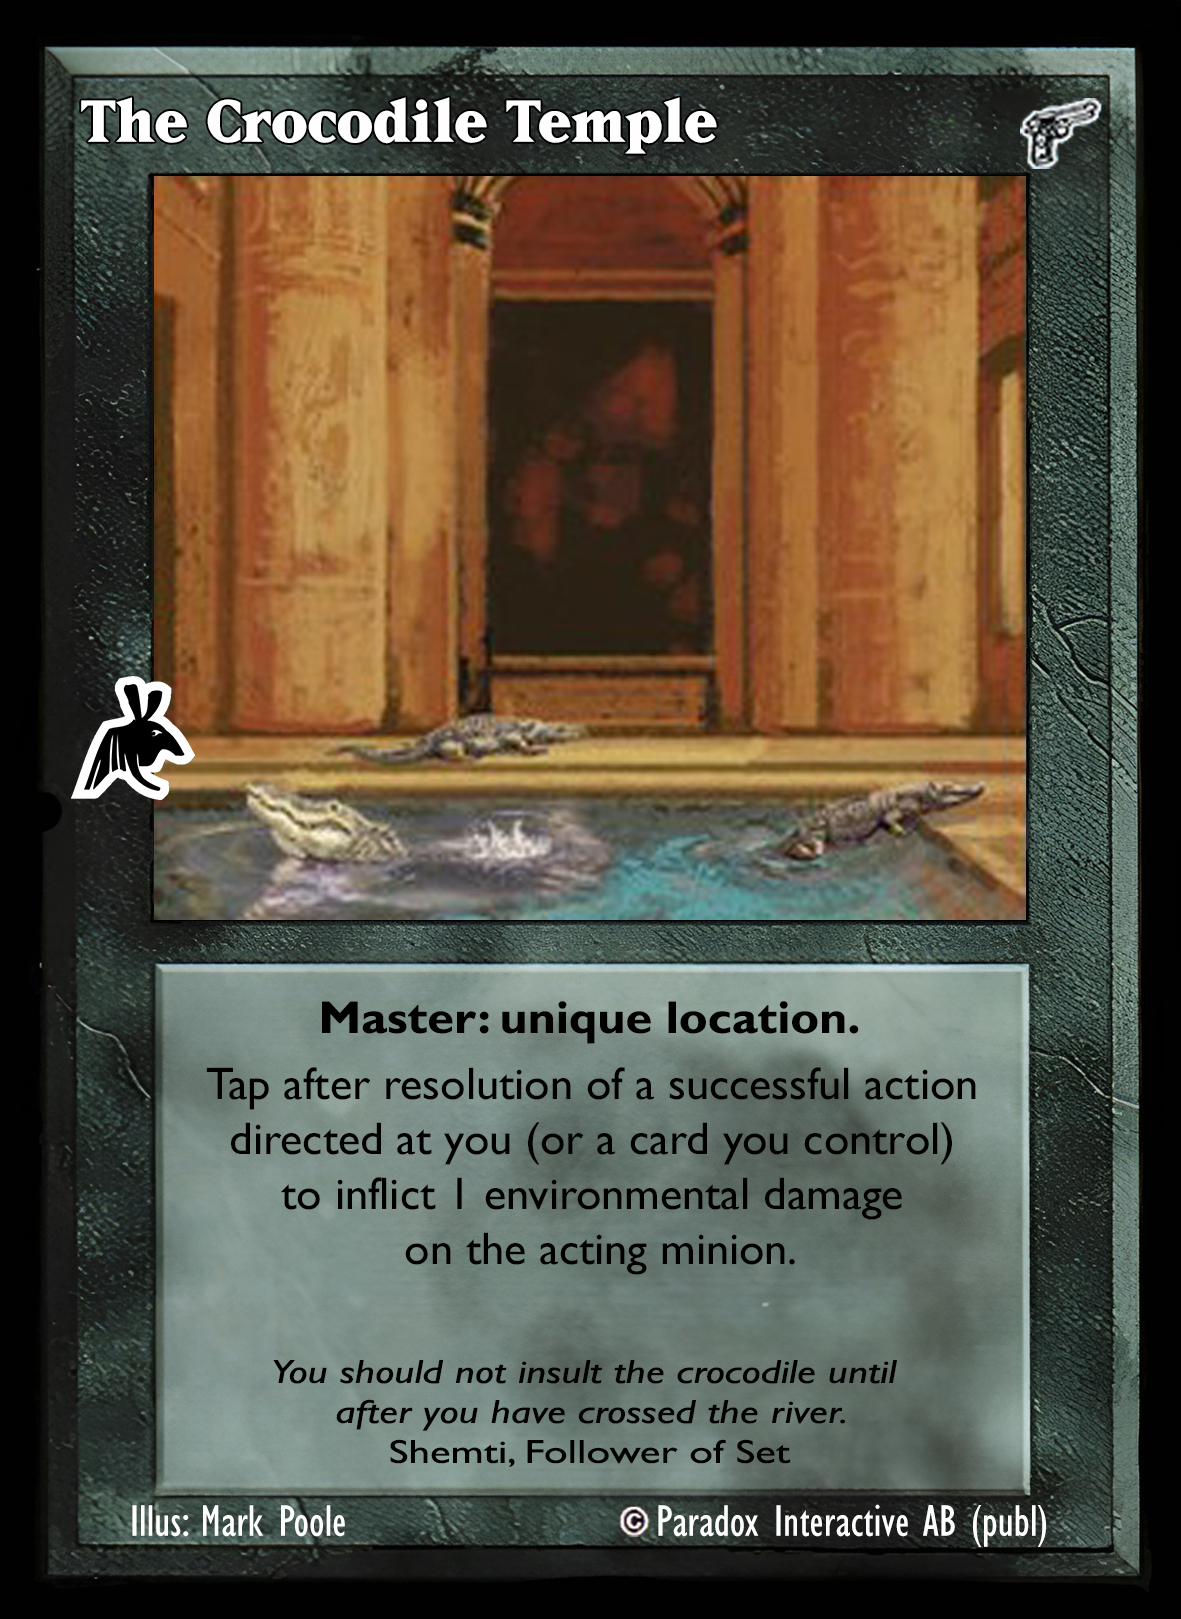 The Crocodile Temple
Master: unique location.
Tap after resolution of a successful action
directed at you (or a card you control)
to inflict 1 environmental damage
on the acting minion.
You should not insult the crocodile until
after you have crossed the river.
Shemti, Follower of Set
Illus: Mark Poole
© Paradox Interactive AB (publ)